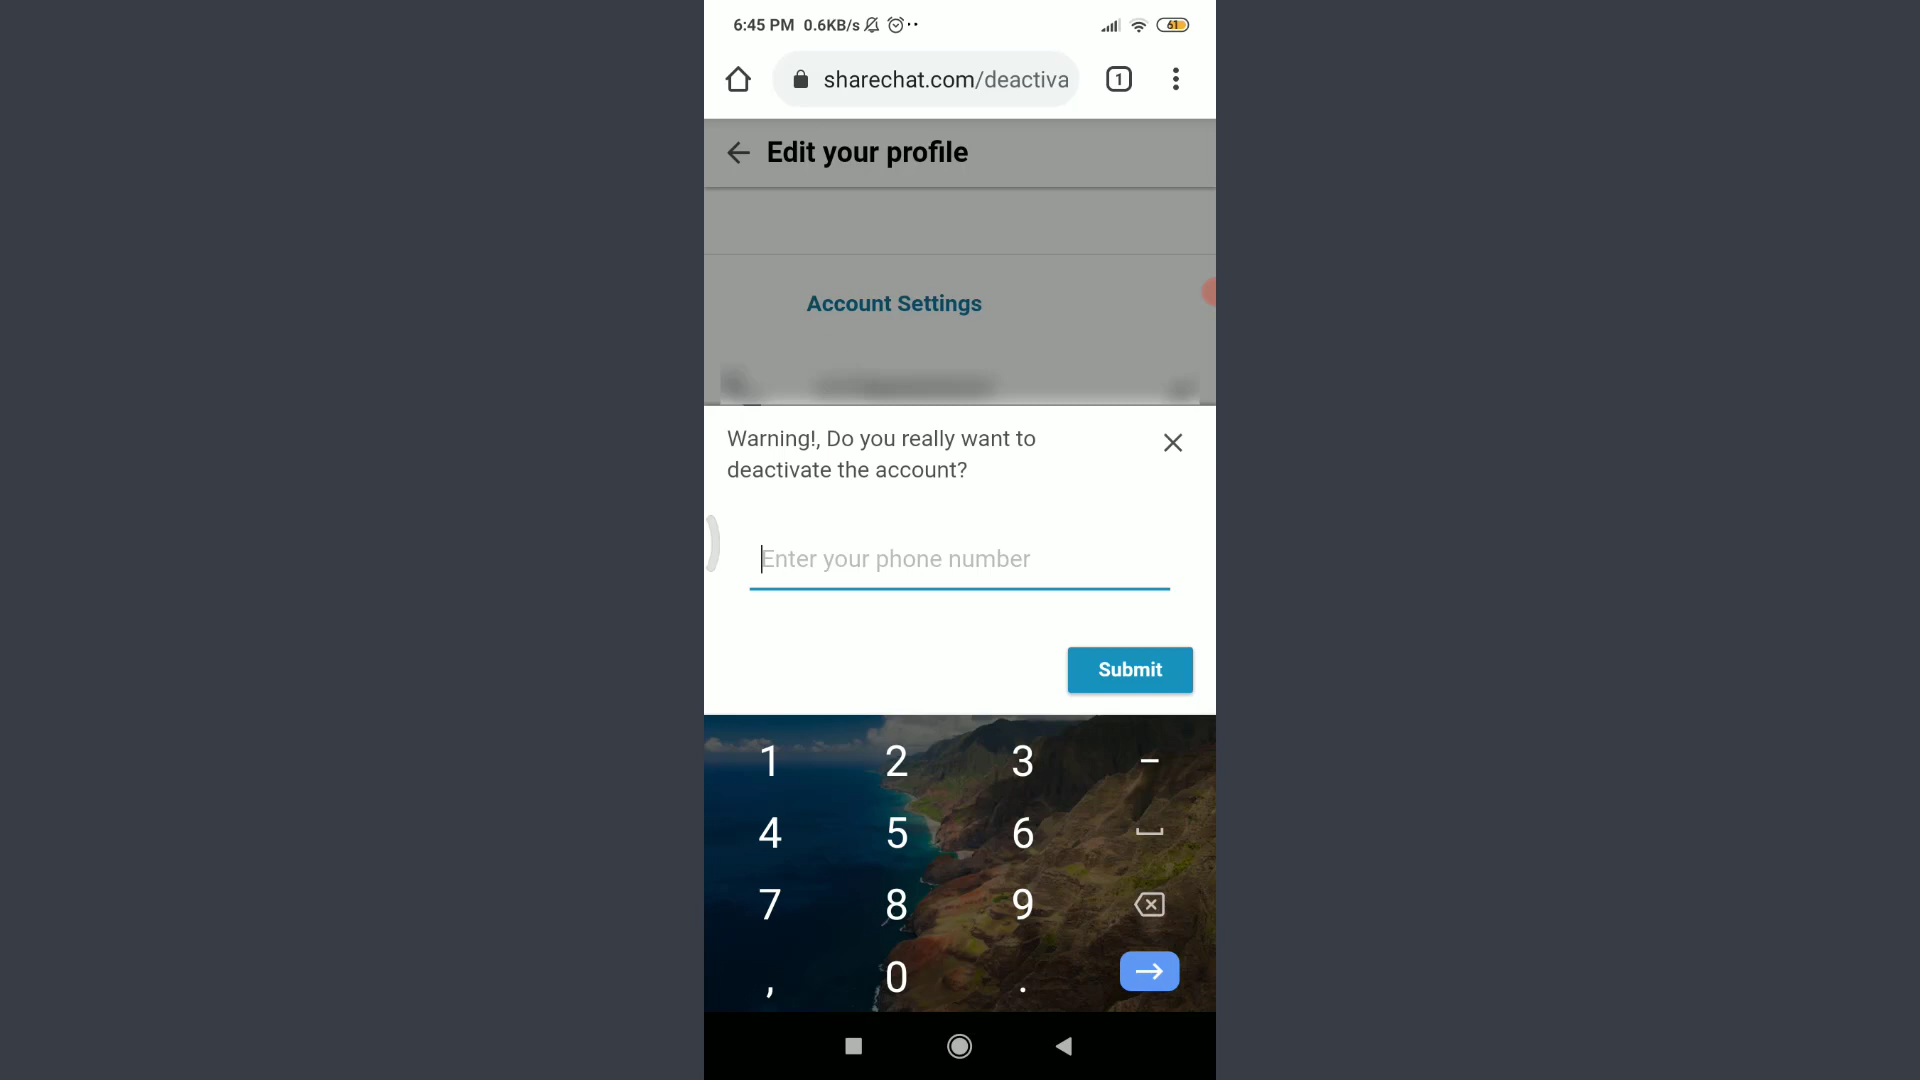 6:45 PM 0.6KB/s 61
sharechat.com/deactiva 1
Edit your profile
Account Settings
Warning!, Do you really want to
deactivate the account?
Enter your phone number
Submit
1 2 3 –
4 5 6
7 8 9
, 0 .